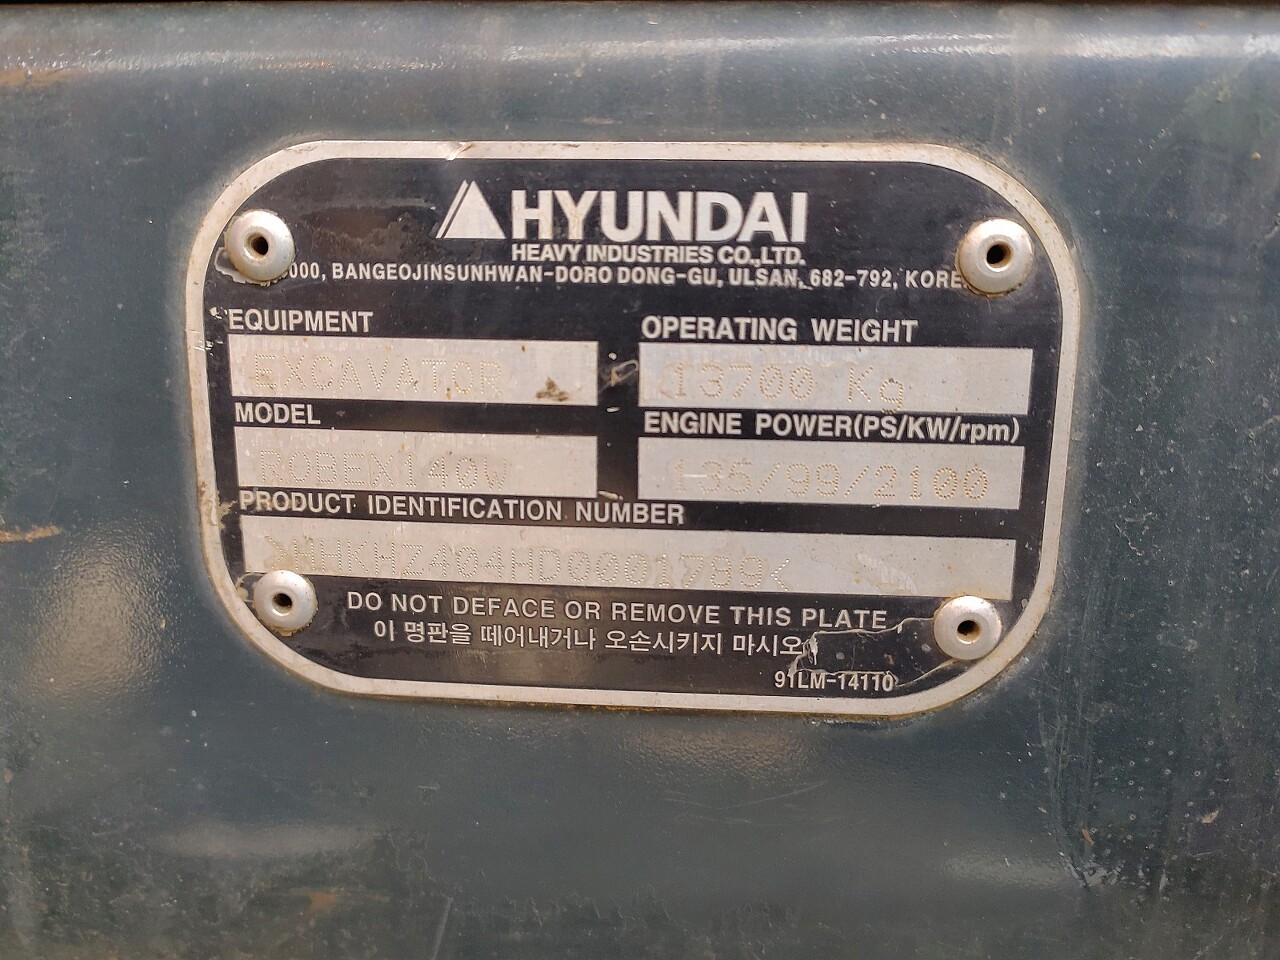 HYUNDAI
HEAVY INDUSTRIES CO.,LTD.
000, BANGEOJINSUNHWAN-DORO DONG-GU, ULSAN, 682-792, KORE
EQUIPMENT
EXCAVATOR
OPERATING WEIGHT
13700 Kg
MODEL
ROBEX140W
ENGINE POWER(PS/KW/rpm)
135/99/2100
PRODUCT IDENTIFICATION NUMBER
DO NOT DEFACE OR REMOVE THIS PLATE
이 명판을 떼어내거나 오손시키지 마시오
91LM-14110